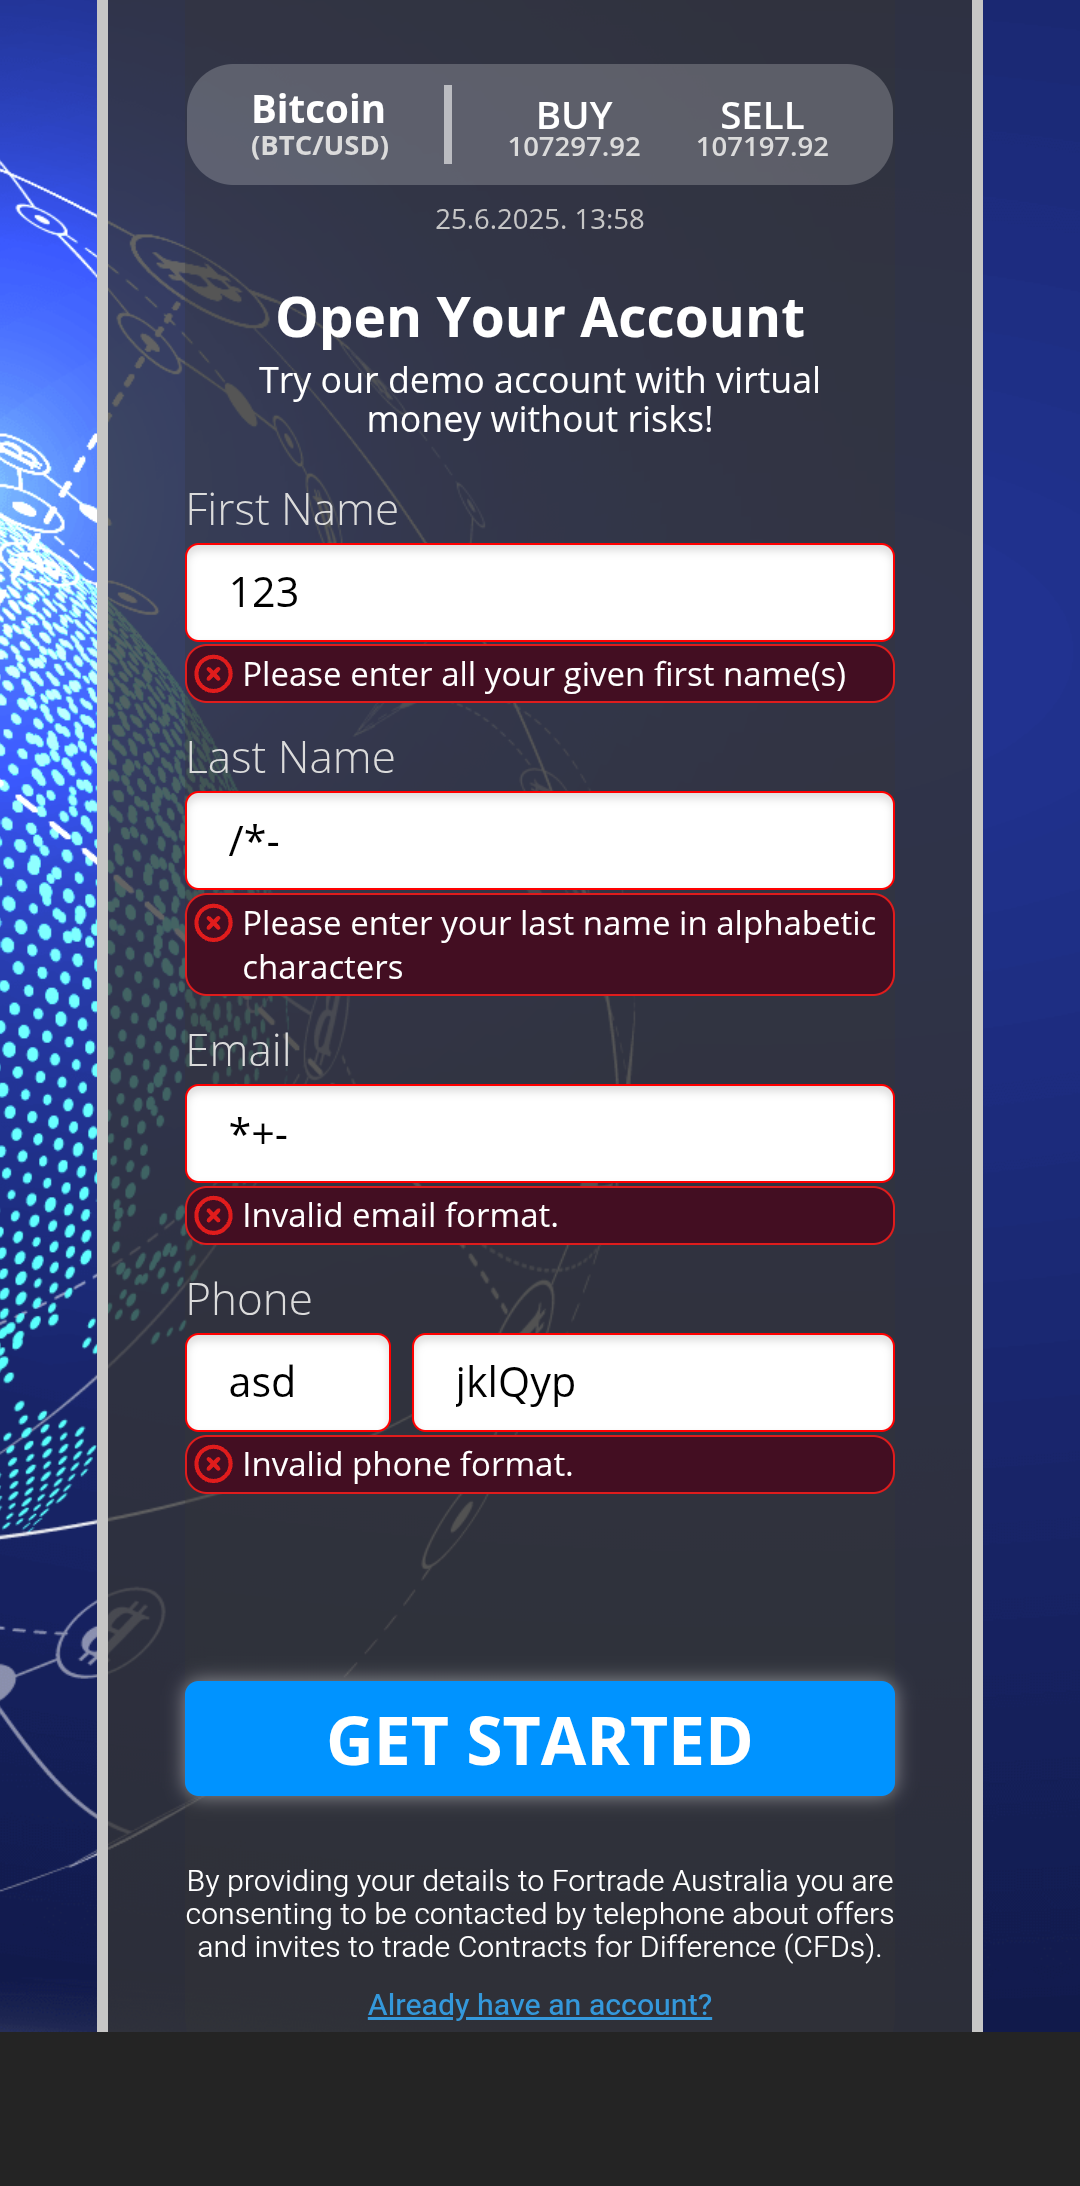 Bitcoin
(BTC/USD)
BUY
107297.92
SELL
107197.92
25.6.2025. 13:58
Open Your Account
Try our demo account with virtual
money without risks!
First Name
123
Please enter all your given first name(s)
Last Name
/*-
Please enter your last name in alphabetic
characters
Email
*+-
Invalid email format.
Phone
asd
jklQyp
Invalid phone format.
GET STARTED
By providing your details to Fortrade Australia you are
consenting to be contacted by telephone about offers
and invites to trade Contracts for Difference (CFDs).
Already have an account?